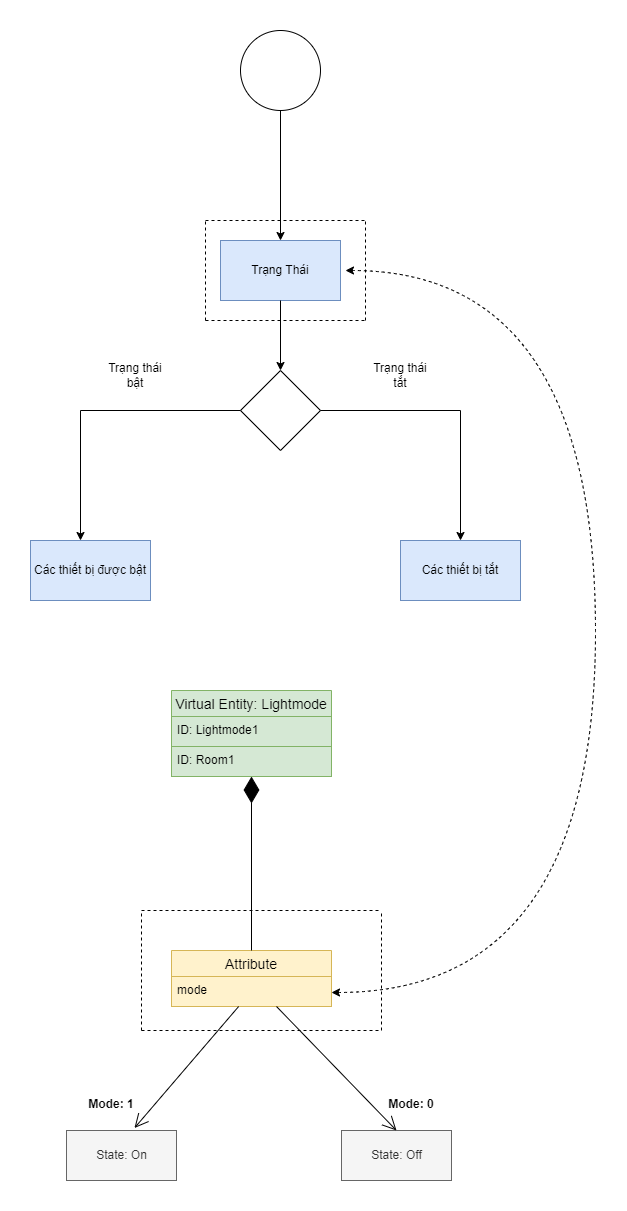 Trạng Thái
Trạng thái
bật
Trạng thái
tắt
Các thiết bị được bật
Các thiết bị tắt
Virtual Entity: Lightmode
ID: Lightmode1
ID: Room1
Attribute
mode
Mode: 1
Mode: 0
State: On
State: Off